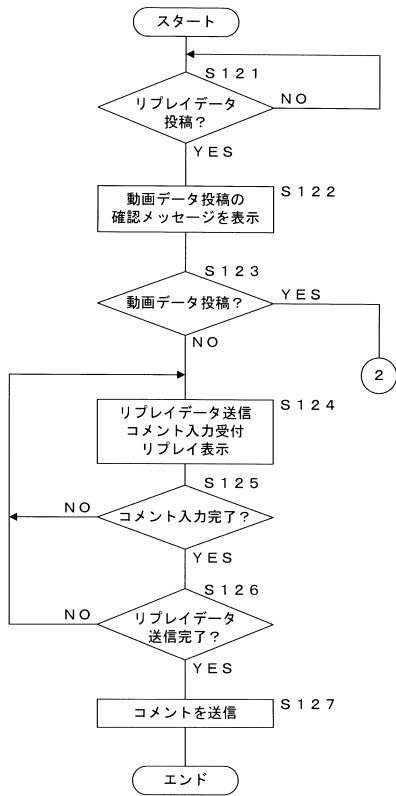 スタート
S121
リプレイデータ
投稿?
NO
YES
動画データ投稿の
確認メッセージを表示
S122
S123
動画データ投稿?
YES
NO
2
リプレイデータ送信
コメント入力受付
リプレイ表示
S124
S125
コメント入力完了?
NO
YES
S126
リプレイデータ
送信完了?
NO
YES
コメントを送信
S127
エンド